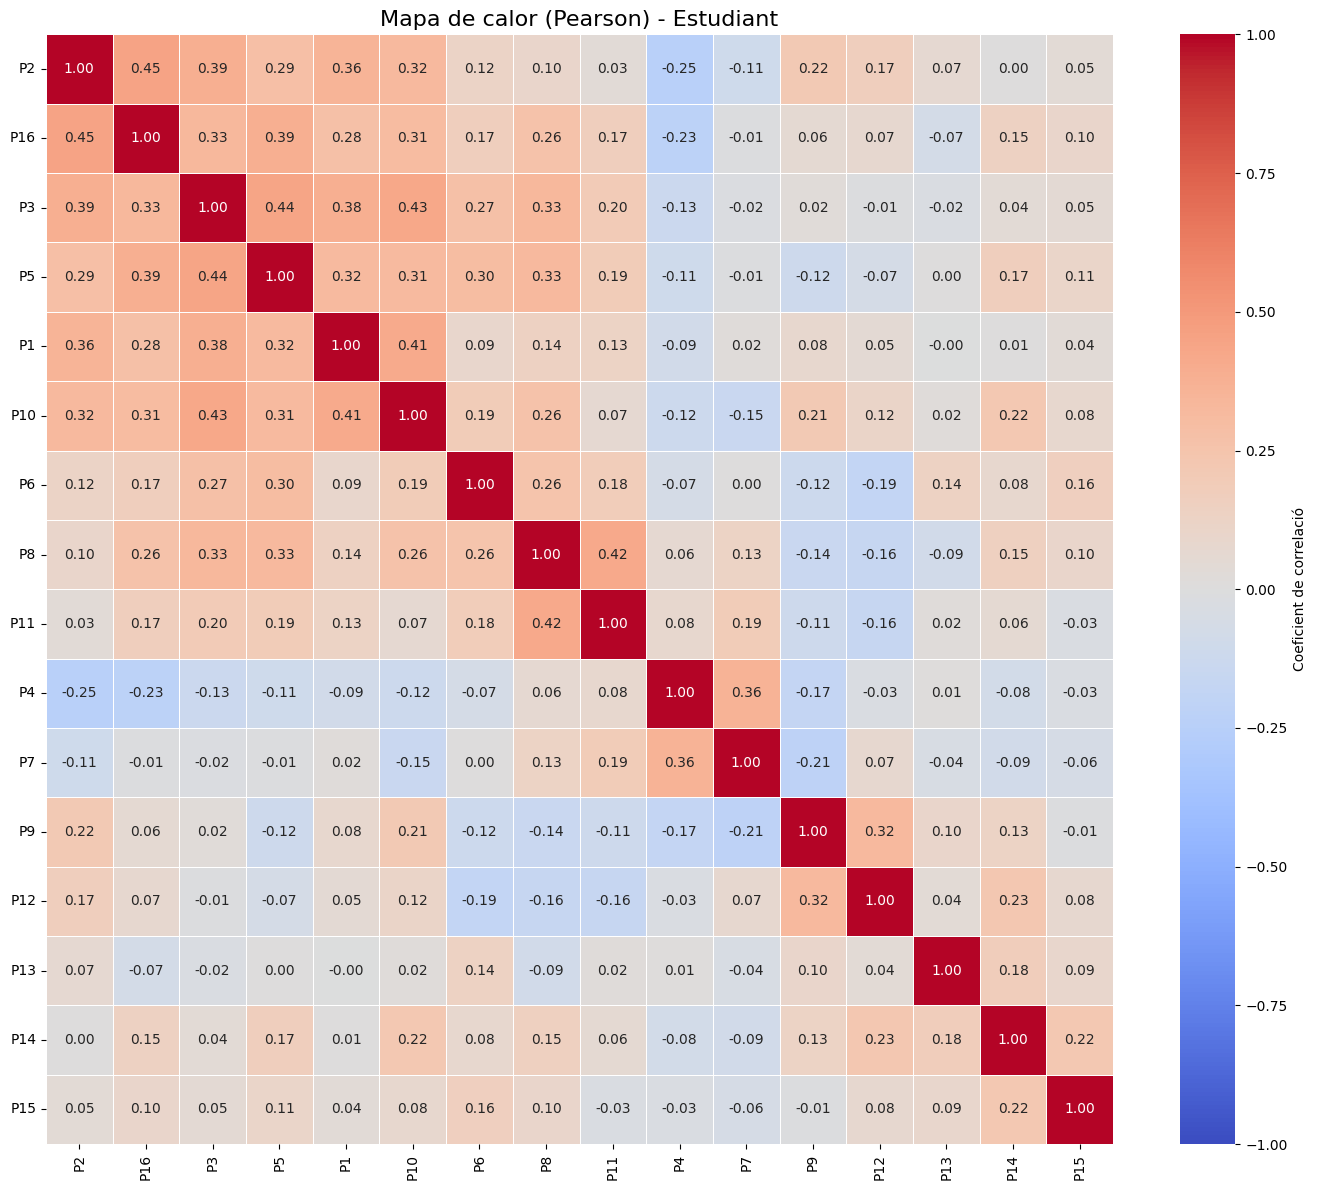 Mapa de calor (Pearson) - Estudiant
P2 1.00 0.45 0.39 0.29 0.36 0.32 0.12 0.10 0.03 -0.25 -0.11 0.22 0.17 0.07 0.00 0.05
P16 0.45 1.00 0.33 0.39 0.28 0.31 0.17 0.26 0.17 -0.23 -0.01 0.06 0.07 -0.07 0.15 0.10
P3 0.39 0.33 1.00 0.44 0.38 0.43 0.27 0.33 0.20 -0.13 -0.02 0.02 -0.01 -0.02 0.04 0.05
P5 0.29 0.39 0.44 1.00 0.32 0.31 0.30 0.33 0.19 -0.11 -0.01 -0.12 -0.07 0.00 0.17 0.11
P1 0.36 0.28 0.38 0.32 1.00 0.41 0.09 0.14 0.13 -0.09 0.02 0.08 0.05 -0.00 0.01 0.04
P10 0.32 0.31 0.43 0.31 0.41 1.00 0.19 0.26 0.07 -0.12 -0.15 0.21 0.12 0.02 0.22 0.08
P6 0.12 0.17 0.27 0.30 0.09 0.19 1.00 0.26 0.18 -0.07 0.00 -0.12 -0.19 0.14 0.08 0.16
P8 0.10 0.26 0.33 0.33 0.14 0.26 0.26 1.00 0.42 0.06 0.13 -0.14 -0.16 -0.09 0.15 0.10
P11 0.03 0.17 0.20 0.19 0.13 0.07 0.18 0.42 1.00 0.08 0.19 -0.11 -0.16 0.02 0.06 -0.03
P4 -0.25 -0.23 -0.13 -0.11 -0.09 -0.12 -0.07 0.06 0.08 1.00 0.36 -0.17 -0.03 0.01 -0.08 -0.03
P7 -0.11 -0.01 -0.02 -0.01 0.02 -0.15 0.00 0.13 0.19 0.36 1.00 -0.21 0.07 -0.04 -0.09 -0.06
P9 0.22 0.06 0.02 -0.12 0.08 0.21 -0.12 -0.14 -0.11 -0.17 -0.21 1.00 0.32 0.10 0.13 -0.01
P12 0.17 0.07 -0.01 -0.07 0.05 0.12 -0.19 -0.16 -0.16 -0.03 0.07 0.32 1.00 0.04 0.23 0.08
P13 0.07 -0.07 -0.02 0.00 -0.00 0.02 0.14 -0.09 0.02 0.01 -0.04 0.10 0.04 1.00 0.18 0.09
P14 0.00 0.15 0.04 0.17 0.01 0.22 0.08 0.15 0.06 -0.08 -0.09 0.13 0.23 0.18 1.00 0.22
P15 0.05 0.10 0.05 0.11 0.04 0.08 0.16 0.10 -0.03 -0.03 -0.06 -0.01 0.08 0.09 0.22 1.00
P2 P16 P3 P5 P1 P10 P6 P8 P11 P4 P7 P9 P12 P13 P14 P15
1.00
0.75
0.50
0.25
0.00
−0.25
−0.50
−0.75
−1.00
Coeficient de correlació